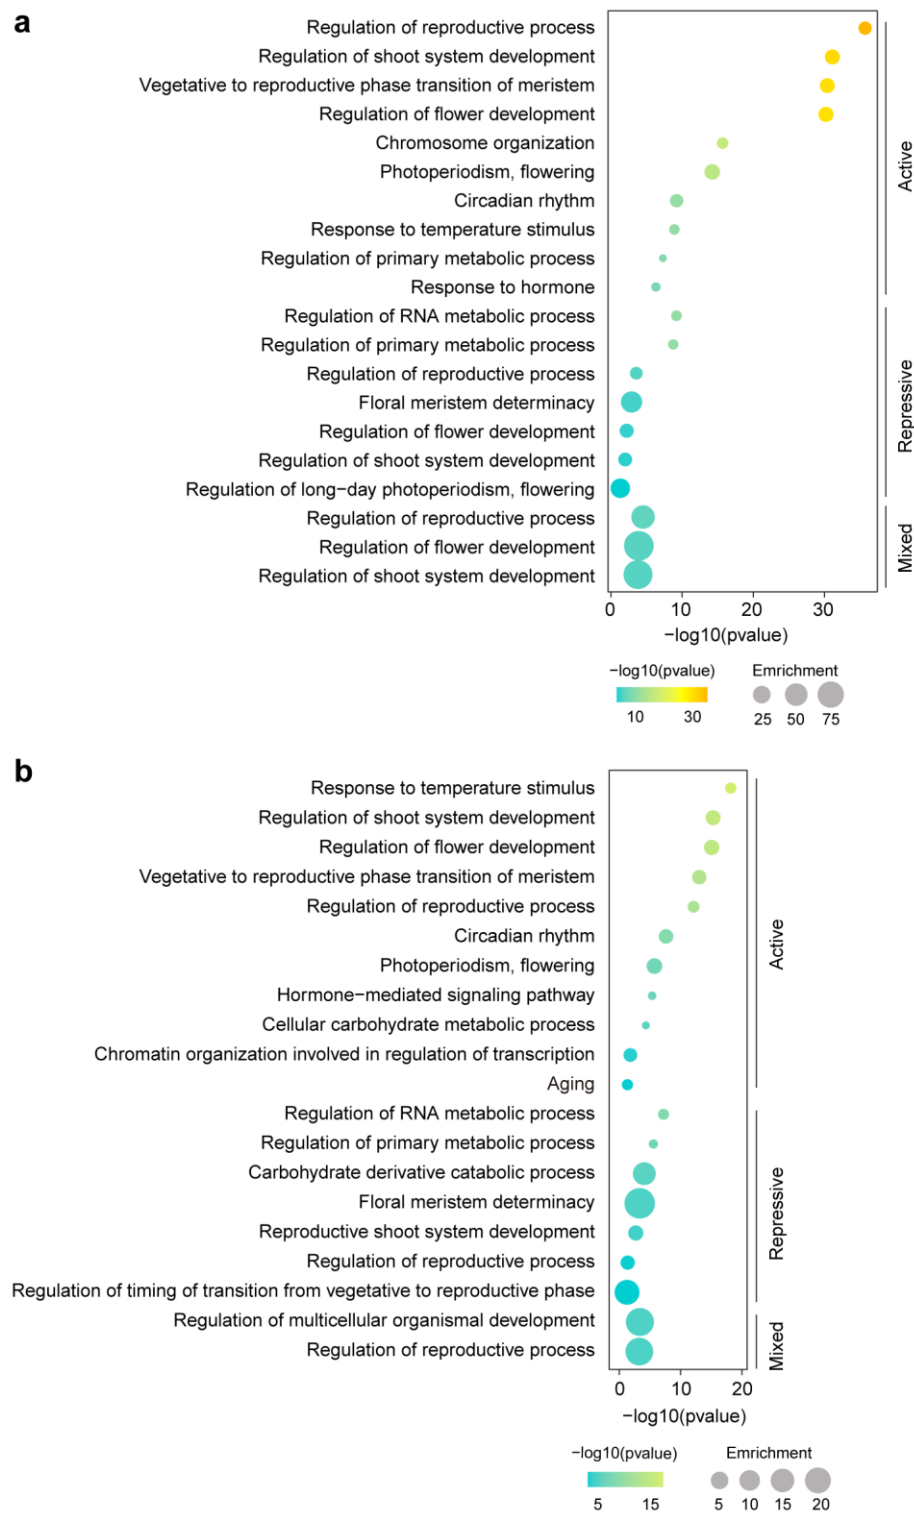 a
Regulation of reproductive process
Regulation of shoot system development
Vegetative to reproductive phase transition of meristem
Regulation of flower development
Chromosome organization
Photoperiodism, flowering
Circadian rhythm
Response to temperature stimulus
Regulation of primary metabolic process
Response to hormone
Active
Regulation of RNA metabolic process
Regulation of primary metabolic process
Regulation of reproductive process
Floral meristem determinacy
Regulation of flower development
Regulation of shoot system development
Regulation of long−day photoperiodism, flowering
Repressive
Regulation of reproductive process
Regulation of flower development
Regulation of shoot system development
Mixed
0 10 20 30
−log10(pvalue)
−log10(pvalue) Emrichment
10 30 25 50 75
b
Response to temperature stimulus
Regulation of shoot system development
Regulation of flower development
Vegetative to reproductive phase transition of meristem
Regulation of reproductive process
Circadian rhythm
Photoperiodism, flowering
Hormone−mediated signaling pathway
Cellular carbohydrate metabolic process
Chromatin organization involved in regulation of transcription
Aging
Active
Regulation of RNA metabolic process
Regulation of primary metabolic process
Carbohydrate derivative catabolic process
Floral meristem determinacy
Reproductive shoot system development
Regulation of reproductive process
Regulation of timing of transition from vegetative to reproductive phase
Repressive
Regulation of multicellular organismal development
Regulation of reproductive process
Mixed
0 10 20
−log10(pvalue)
−log10(pvalue) Emrichment
5 15 5 10 15 20